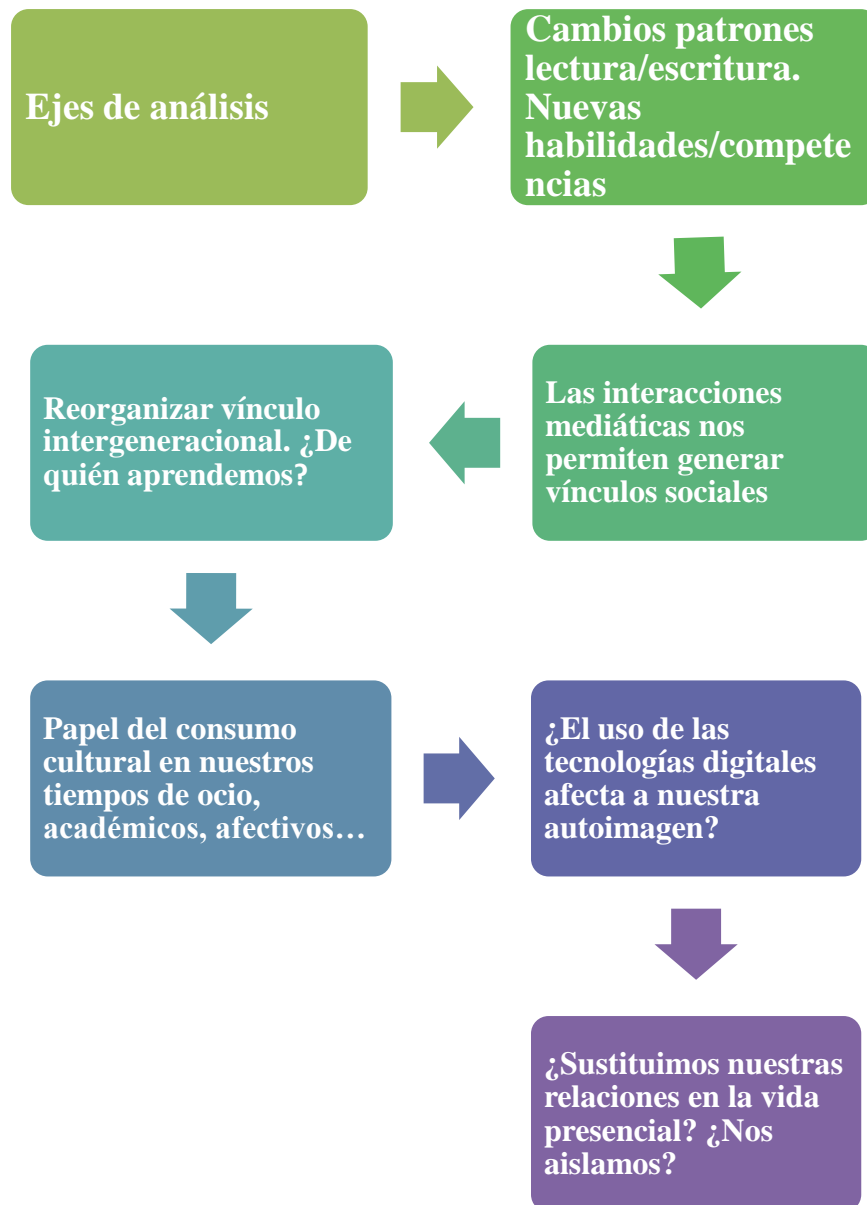 Ejes de análisis
Cambios patrones
lectura/escritura.
Nuevas
habilidades/compete
ncias
Las interacciones
mediáticas nos
permiten generar
vínculos sociales
Reorganizar vínculo
intergeneracional. ¿De
quién aprendemos?
Papel del consumo
cultural en nuestros
tiempos de ocio,
académicos, afectivos…
¿El uso de las
tecnologías digitales
afecta a nuestra
autoimagen?
¿Sustituimos nuestras
relaciones en la vida
presencial? ¿Nos
aislamos?